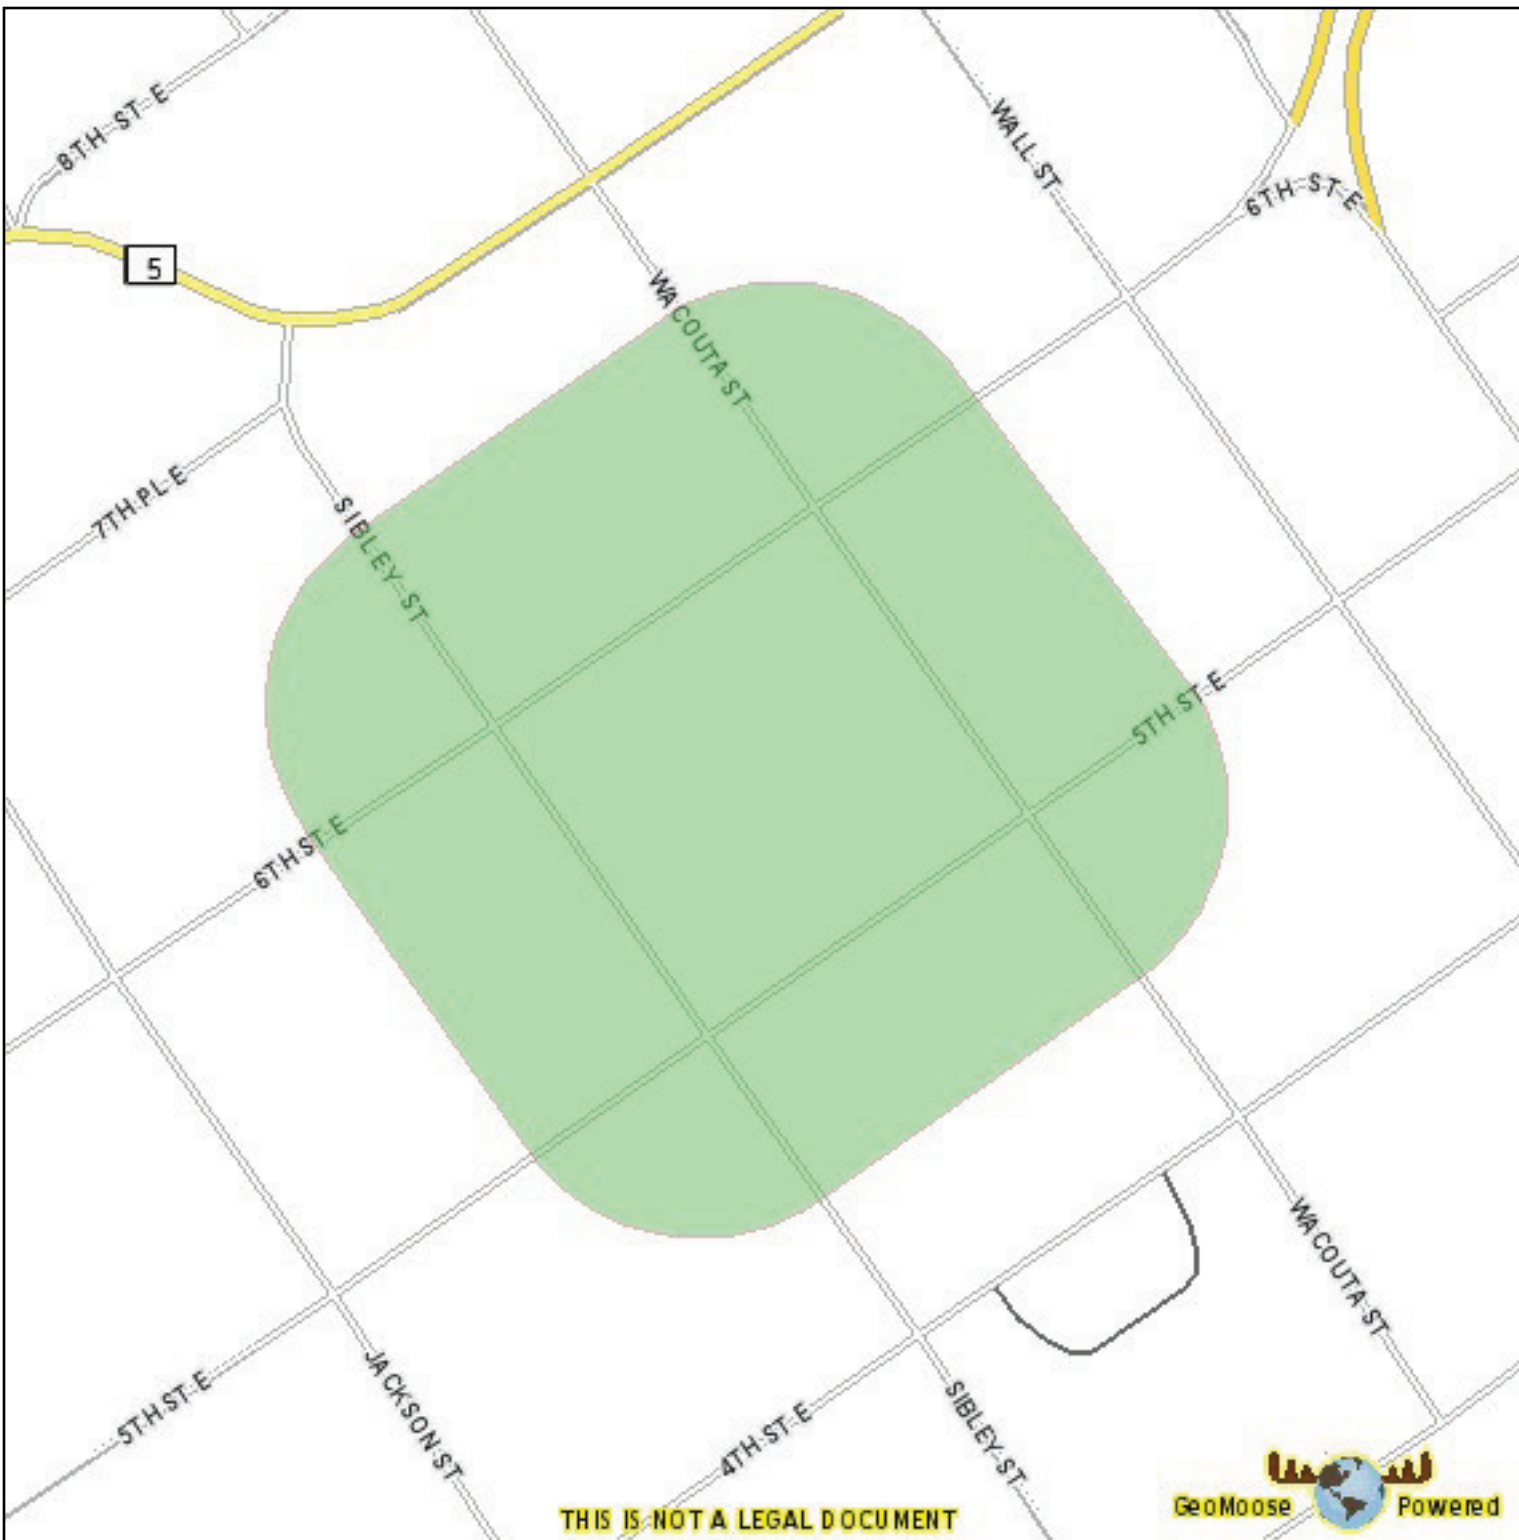 8TH ST E
WALL ST
6TH ST E
5
WACOUTA ST
7TH PL E
SIBLEY ST
5TH ST E
6TH ST E
WACOUTA ST
5TH ST E
JACKSON ST
4TH ST E
SIBLEY ST
THIS IS NOT A LEGAL DOCUMENT
GeoMoose Powered